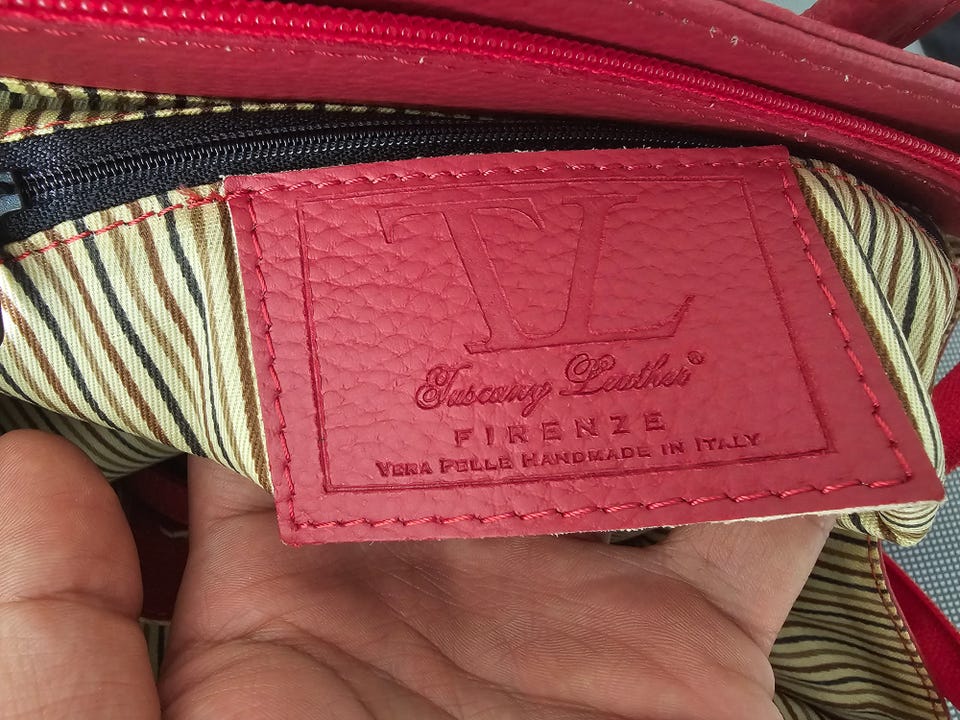 TL
Tuscany Leather®
FIRENZE
VERA PELLE HANDMADE IN ITALY